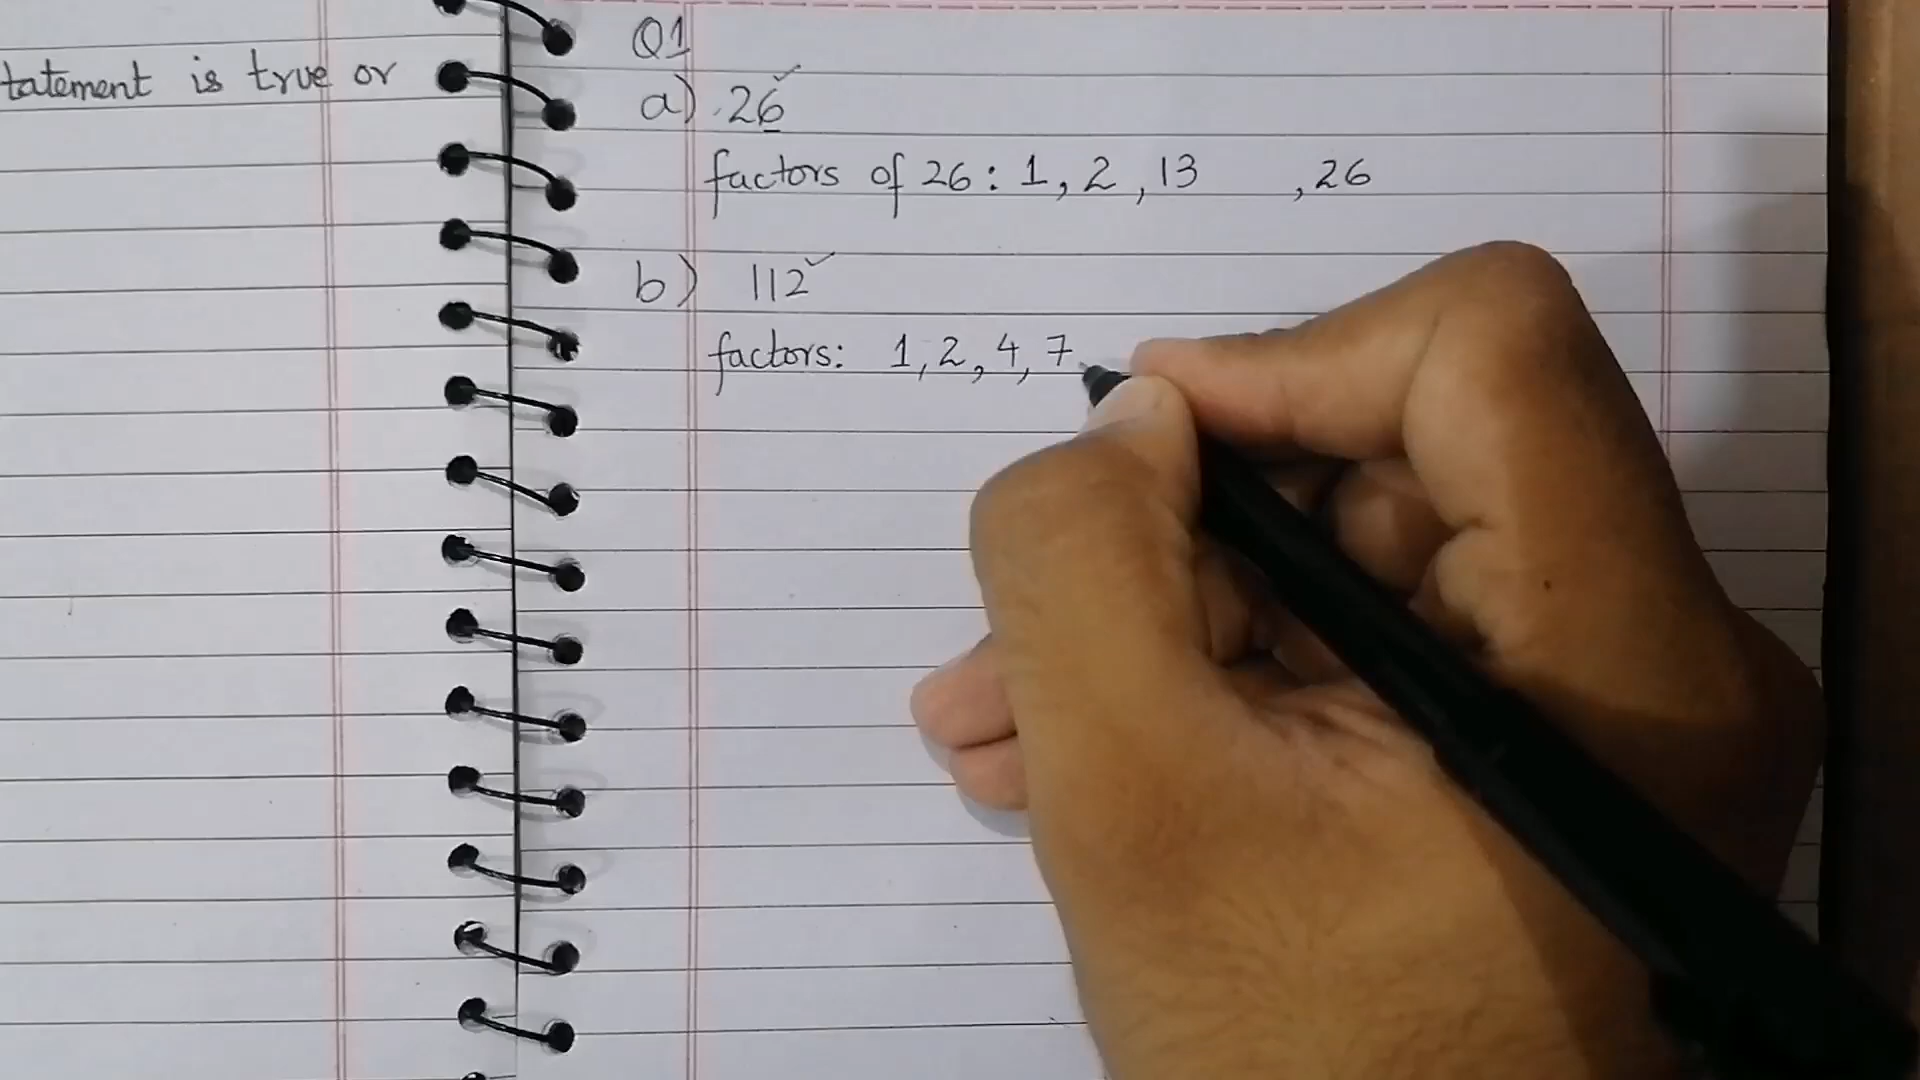 tatement is true or
Q1
a) 26
factors of 26: 1, 2, 13 , 26
b) 112
factors: 1, 2, 4, 7